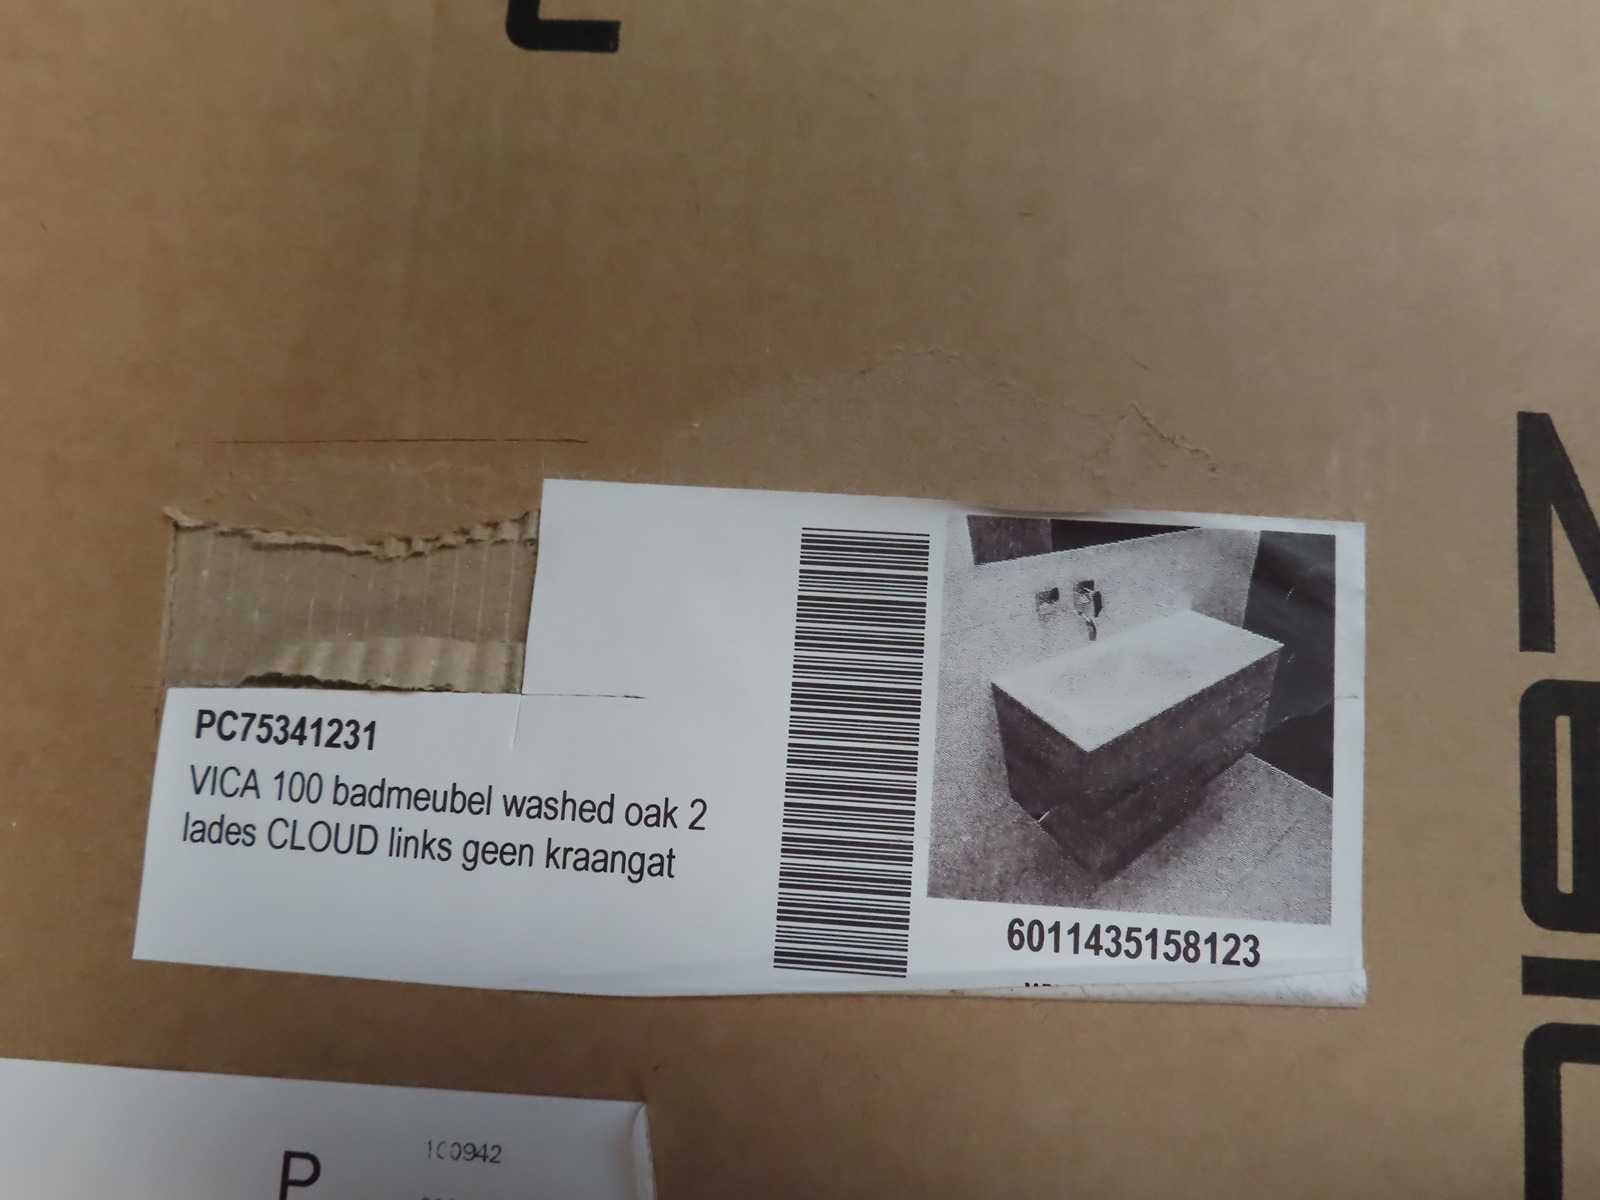 PC75341231
VICA 100 badmeubel washed oak 2
lades CLOUD links geen kraangat
6011435158123
P
100942